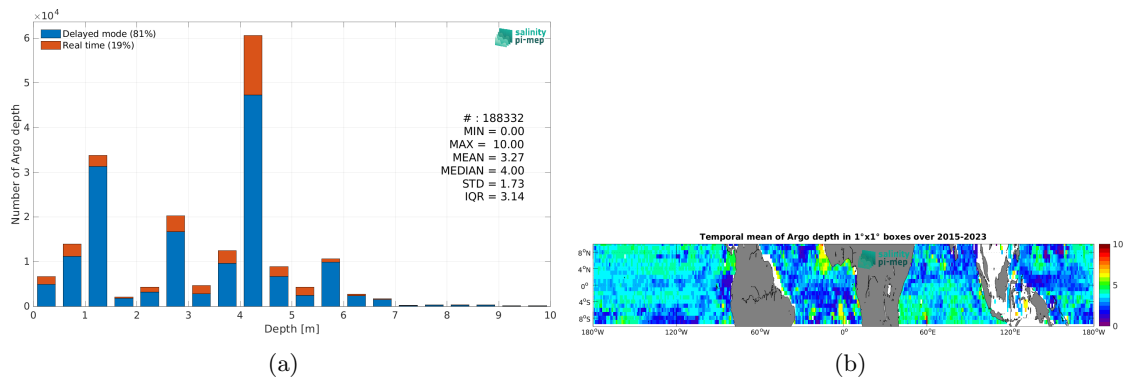 ×10⁴
Delayed mode (81%)
Real time (19%)
salinity
pi-mep
6
5
4
3
2
1
0
Number of Argo depth
# : 188332
MIN = 0.00
MAX = 10.00
MEAN = 3.27
MEDIAN = 4.00
STD = 1.73
IQR = 3.14
0 1 2 3 4 5 6 7 8 9 10
Depth [m]
(a)
Temporal mean of Argo depth in 1°x1° boxes over 2015-2023
salinity
pi-mep
8°N
4°N
0°
4°S
8°S
180°W 120°W 60°W 0° 60°E 120°E 180°W
10
5
0
(b)